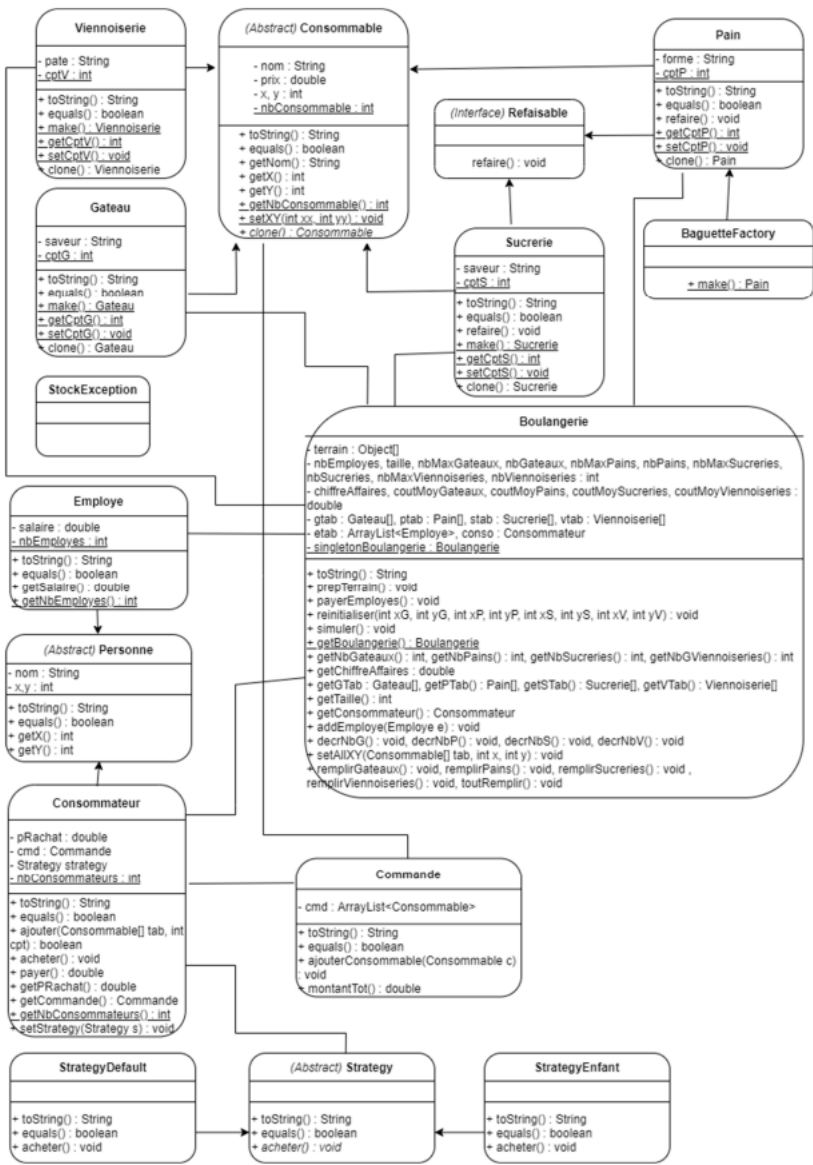 Viennoiserie
- pate : String
- cptV : int
+ toString() : String
+ equals() : boolean
+ make() : Viennoiserie
+ getCptV() : int
+ setCptV() : void
+ clone() : Viennoiserie
(Abstract) Consommable
- nom : String
- prix : double
- x, y : int
- nbConsommable : int
+ toString() : String
+ equals() : boolean
+ getNom() : String
+ getX() : int
+ getY() : int
+ getNbConsommable() : int
+ setXY(int xx, int yy) : void
+ clone() : Consommable
Pain
- forme : String
- cptP : int
+ toString() : String
+ equals() : boolean
+ refaire() : void
+ getCptP() : int
+ setCptP() : void
+ clone() : Pain
(Interface) Refaisable
refaire() : void
Gateau
- saveur : String
- cptG : int
+ toString() : String
+ equals() : boolean
+ make() : Gateau
+ getCptG() : int
+ setCptG() : void
+ clone() : Gateau
Sucrerie
- saveur : String
- cptS : int
+ toString() : String
+ equals() : boolean
+ refaire() : void
+ make() : Sucrerie
+ getCptS() : int
+ setCptS() : void
+ clone() : Sucrerie
BaguetteFactory
+ make() : Pain
StockException
Boulangerie
- terrain : Object[]
- nbEmployes, taille, nbMaxGateaux, nbGateaux, nbMaxPains, nbPains, nbMaxSucreries,
nbSucreries, nbMaxViennoiseries, nbViennoiseries : int
- chiffreAffaires, coutMoyGateaux, coutMoyPains, coutMoySucreries, coutMoyViennoiseries :
double
- gtab : Gateau[], ptab : Pain[], stab : Sucrerie[], vtab : Viennoiserie[]
- etab : ArrayList<Employe>, conso : Consommateur
- singletonBoulangerie : Boulangerie
+ toString() : String
+ prepTerrain() : void
+ payerEmployes() : void
+ reinitialiser(int xG, int yG, int xP, int yP, int xS, int yS, int xV, int yV) : void
+ simuler() : void
+ getBoulangerie() : Boulangerie
+ getNbGateaux() : int, getNbPains() : int, getNbSucreries() : int, getNbGViennoiseries() : int
+ getChiffreAffaires : double
+ getGTab : Gateau[], getPTab() : Pain[], getSTab() : Sucrerie[], getVTab() : Viennoiserie[]
+ getTaille() : int
+ getConsommateur() : Consommateur
+ addEmploye(Employe e) : void
+ decrNbG() : void, decrNbP() : void, decrNbS() : void, decrNbV() : void
+ setAllXY(Consommable[] tab, int x, int y) : void
+ remplirGateaux() : void, remplirPains() : void, remplirSucreries() : void ,
remplirViennoiseries() : void, toutRemplir() : void
Employe
- salaire : double
- nbEmployes : int
+ toString() : String
+ equals() : boolean
+ getSalaire() : double
+ getNbEmployes() : int
(Abstract) Personne
- nom : String
- x,y : int
+ toString() : String
+ equals() : boolean
+ getX() : int
+ getY() : int
Consommateur
- pRachat : double
- cmd : Commande
- Strategy strategy
- nbConsommateurs : int
+ toString() : String
+ equals() : boolean
+ ajouter(Consommable[] tab, int
cpt) : boolean
+ acheter() : void
+ payer() : double
+ getPRachat() : double
+ getCommande() : Commande
+ getNbConsommateurs() : int
+ setStrategy(Strategy s) : void
Commande
- cmd : ArrayList<Consommable>
+ toString() : String
+ equals() : boolean
+ ajouterConsommable(Consommable c)
: void
+ montantTot() : double
StrategyDefault
+ toString() : String
+ equals() : boolean
+ acheter() : void
(Abstract) Strategy
+ toString() : String
+ equals() : boolean
+ acheter() : void
StrategyEnfant
+ toString() : String
+ equals() : boolean
+ acheter() : void